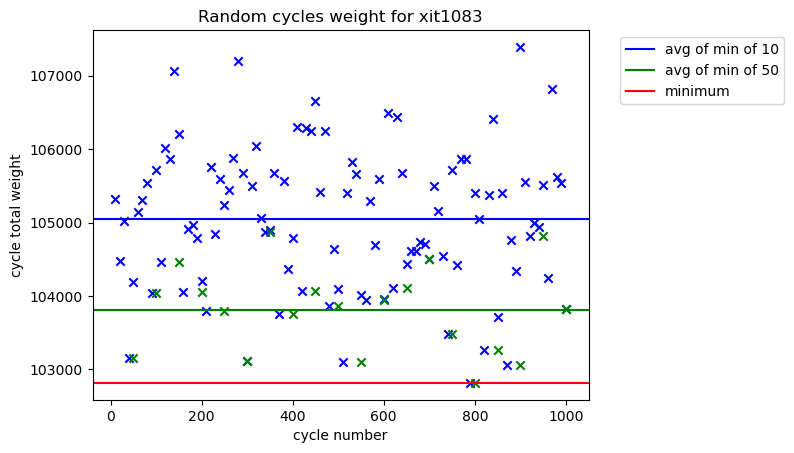 Random cycles weight for xit1083
avg of min of 10
avg of min of 50
minimum
107000
106000
105000
104000
103000
cycle total weight
0 200 400 600 800 1000
cycle number